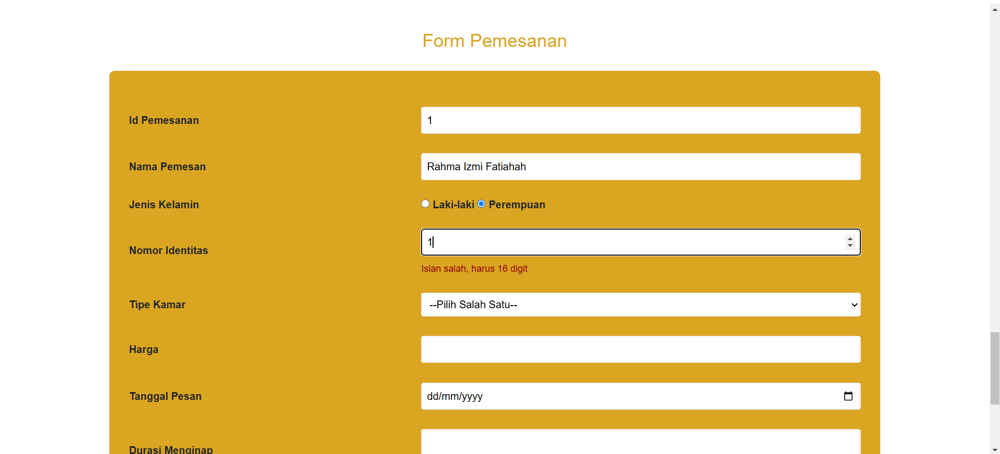 Form Pemesanan
Id Pemesanan
1
Nama Pemesan
Rahma Izmi Fatiahah
Jenis Kelamin
Laki-laki Perempuan
Nomor Identitas
1
Isian salah, harus 16 digit
Tipe Kamar
--Pilih Salah Satu--
Harga
Tanggal Pesan
dd/mm/yyyy
Durasi Menginap